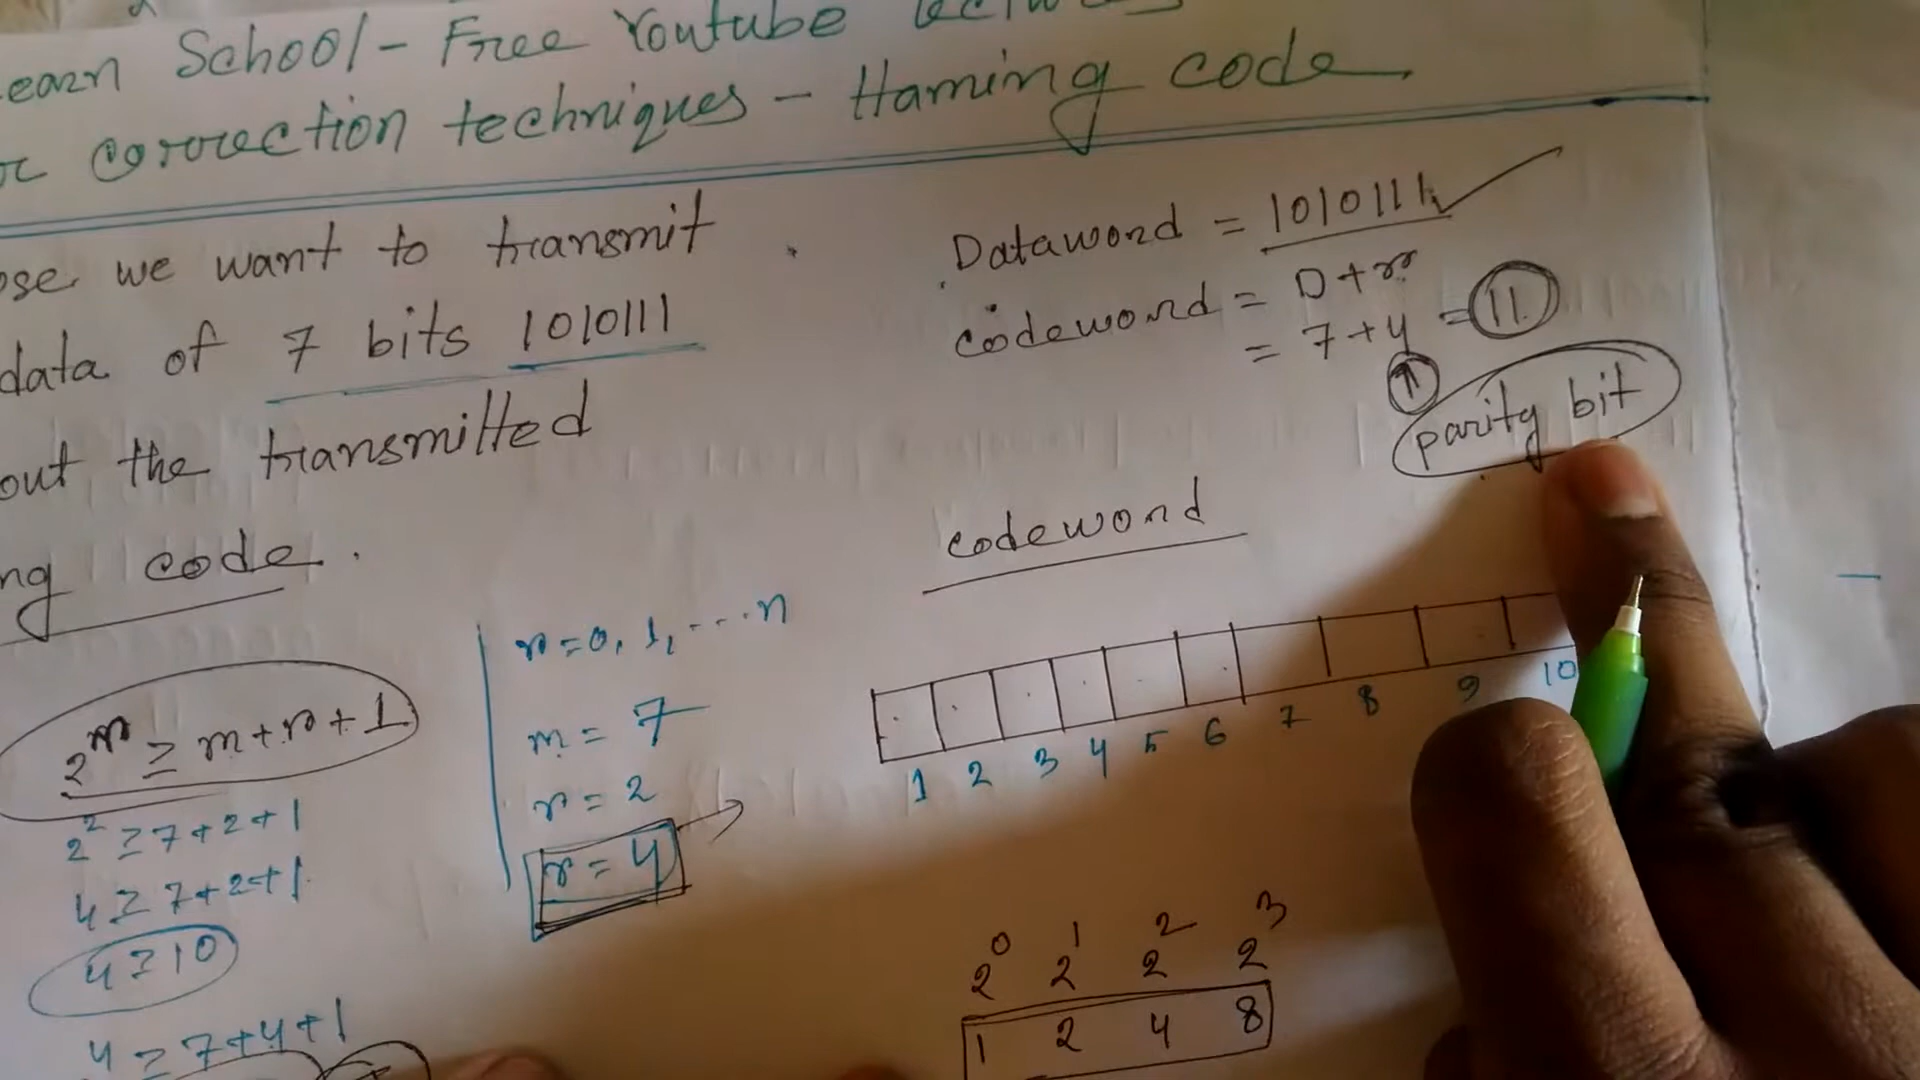 earn School - Free Youtube
correction techniques - Haming code
we want to transmit
data of 7 bits 1010111
out the transmitted
ng code.
Dataword = 1010111
codeword = D+r
= 7+4 = 11
↑
parity bit
codeword
1 2 3 4 5 6 7 8 9 10
r=0, 1, ...n
m = 7
r = 2
r = 4
2^r ≥ m+r+1
2^2 ≥ 7+2+1
4 ≥ 7+2+1
4 ≥ 10
4 ≥ 7+4+1
2^0 2^1 2^2 2^3
1 2 4 8